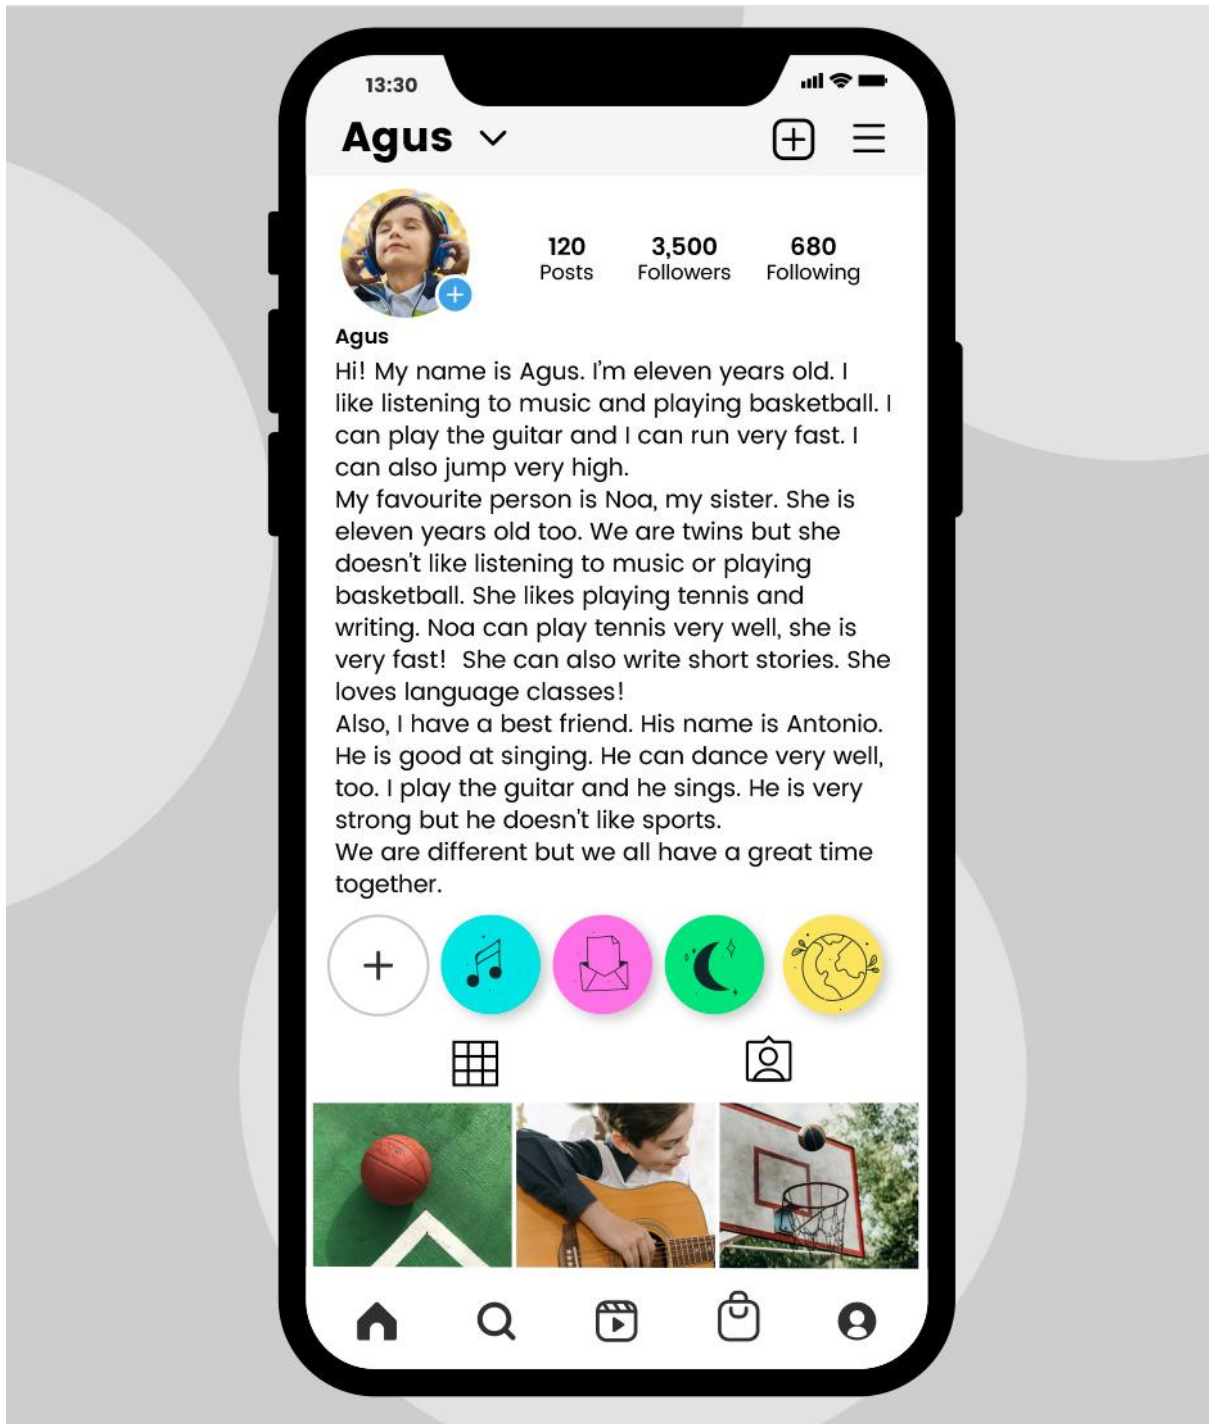 13:30
Agus
120 3,500 680
Posts Followers Following
Agus
Hi! My name is Agus. I'm eleven years old. I
like listening to music and playing basketball. I
can play the guitar and I can run very fast. I
can also jump very high.
My favourite person is Noa, my sister. She is
eleven years old too. We are twins but she
doesn't like listening to music or playing
basketball. She likes playing tennis and
writing. Noa can play tennis very well, she is
very fast!  She can also write short stories. She
loves language classes!
Also, I have a best friend. His name is Antonio.
He is good at singing. He can dance very well,
too. I play the guitar and he sings. He is very
strong but he doesn't like sports.
We are different but we all have a great time
together.